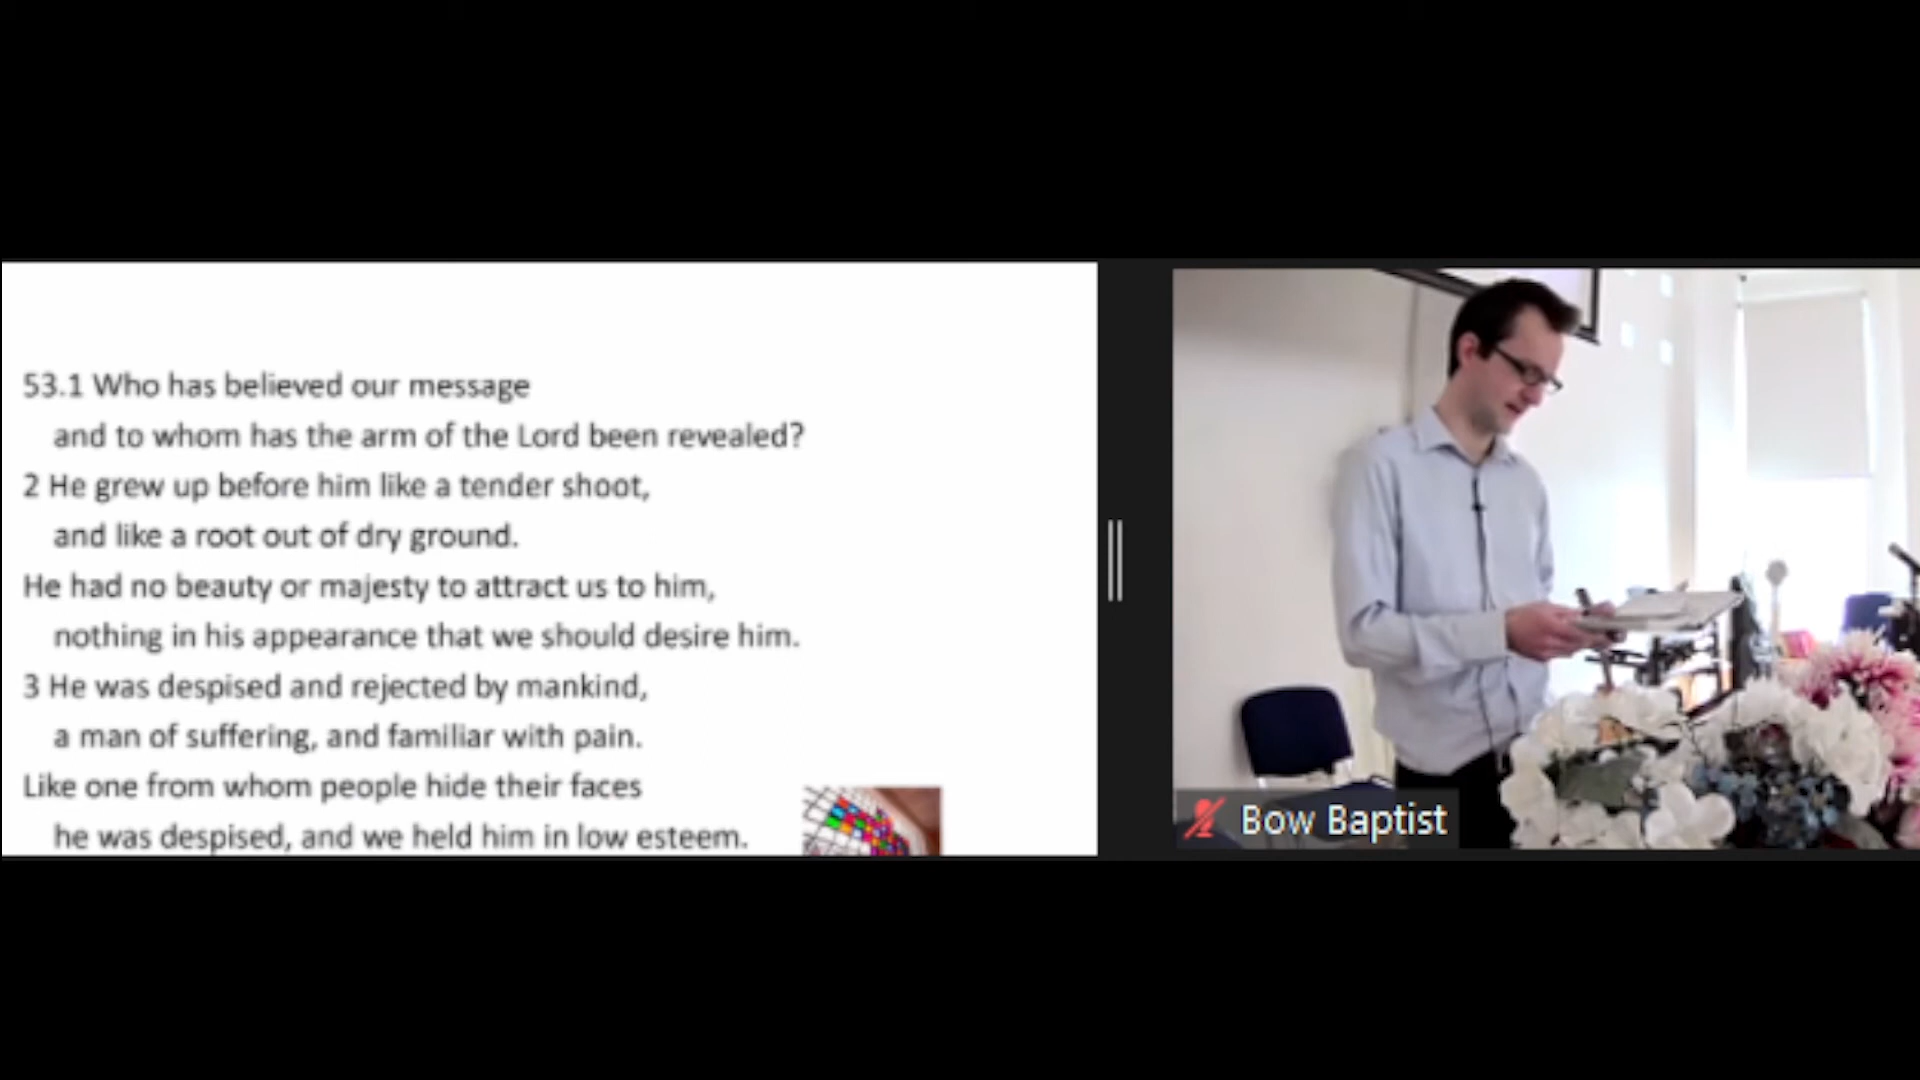 53.1 Who has believed our message
and to whom has the arm of the Lord been revealed?
2 He grew up before him like a tender shoot,
and like a root out of dry ground.
He had no beauty or majesty to attract us to him,
nothing in his appearance that we should desire him.
3 He was despised and rejected by mankind,
a man of suffering, and familiar with pain.
Like one from whom people hide their faces
he was despised, and we held him in low esteem.
Bow Baptist